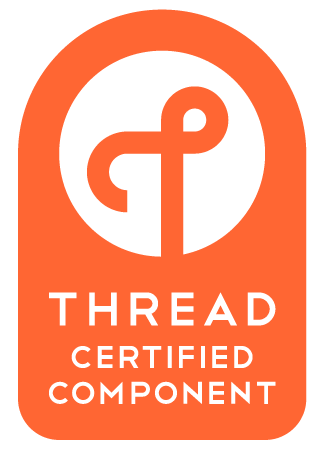 THREAD
CERTIFIED
COMPONENT